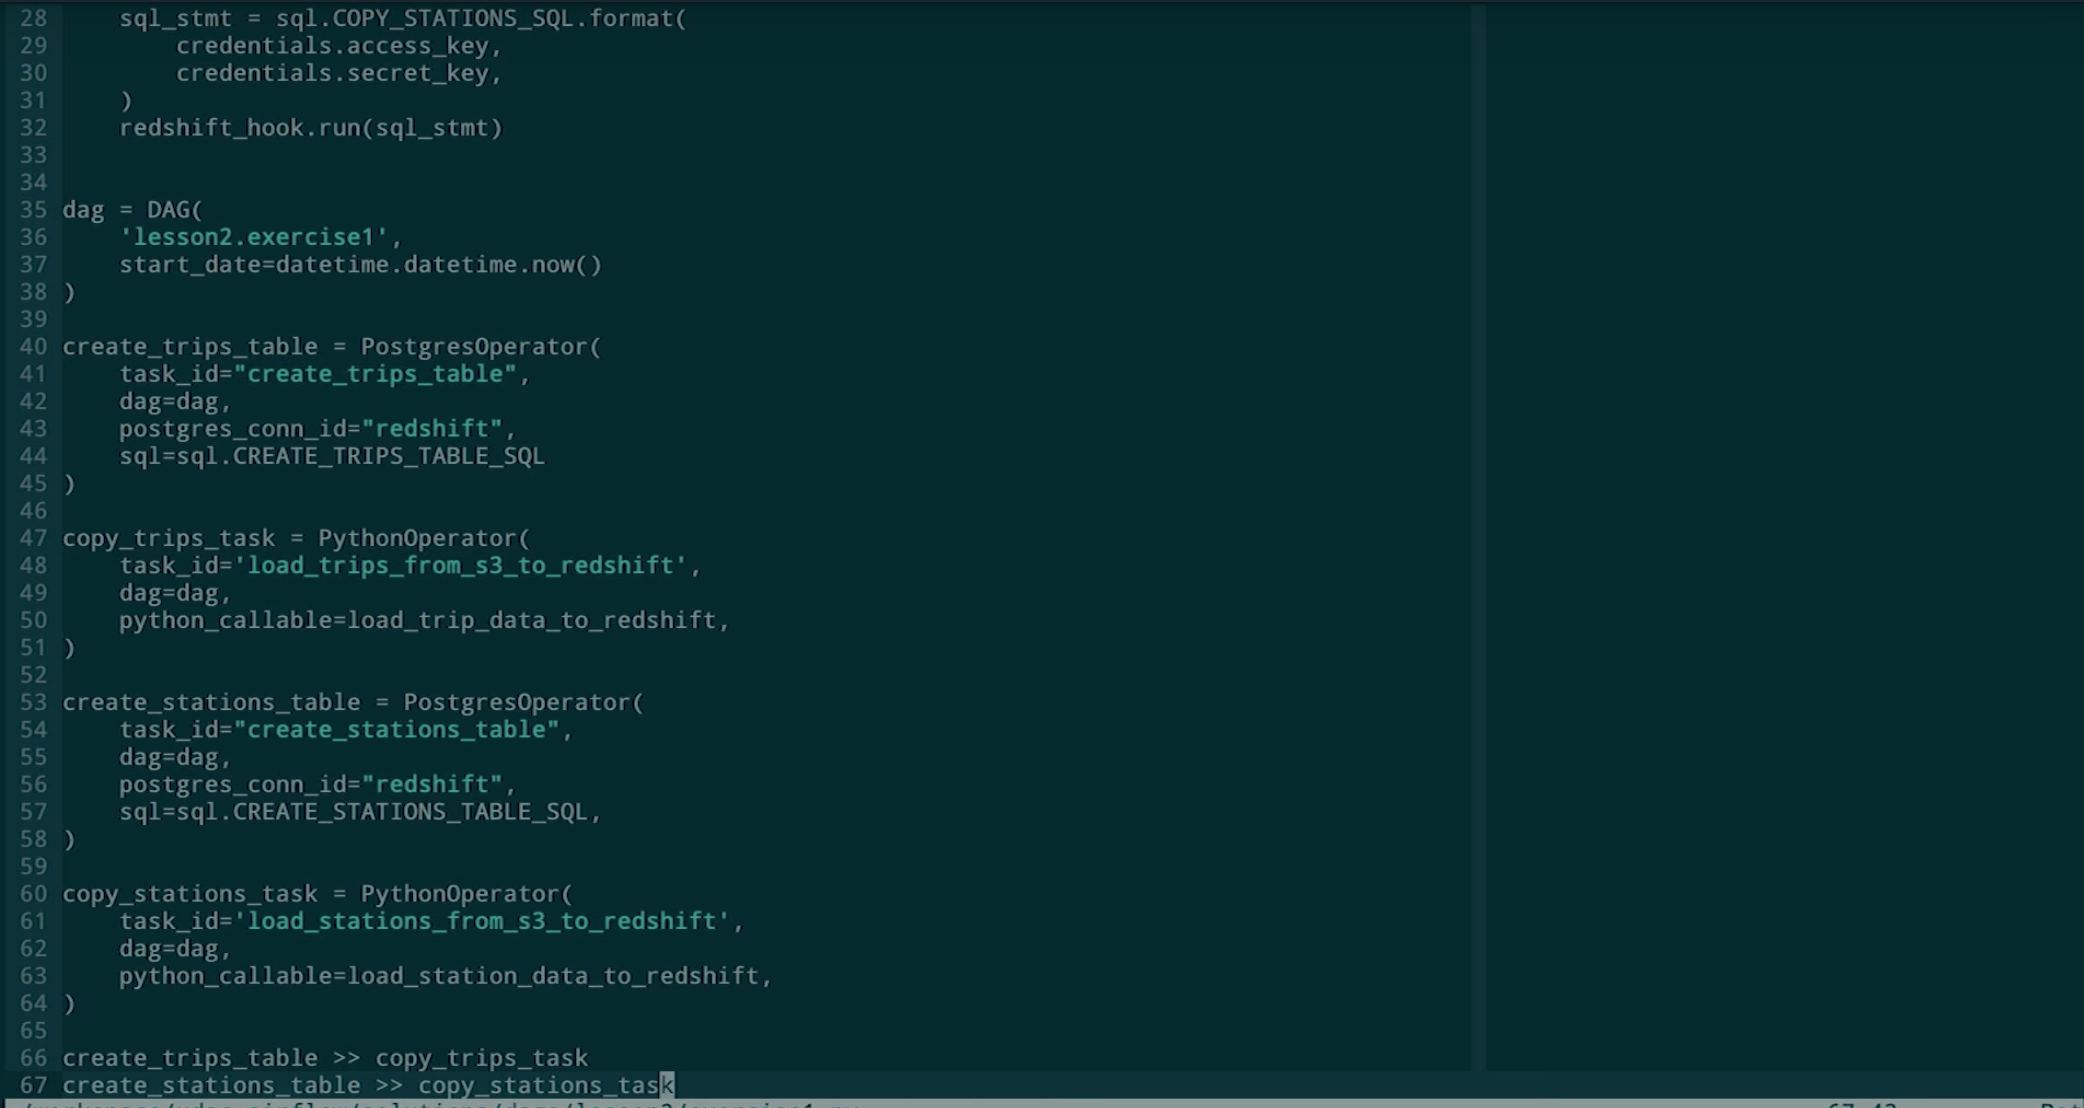 28 sql_stmt = sql.COPY_STATIONS_SQL.format(
29 credentials.access_key,
30 credentials.secret_key,
31 )
32 redshift_hook.run(sql_stmt)
33
34
35 dag = DAG(
36 'lesson2.exercise1',
37 start_date=datetime.datetime.now()
38 )
39
40 create_trips_table = PostgresOperator(
41 task_id="create_trips_table",
42 dag=dag,
43 postgres_conn_id="redshift",
44 sql=sql.CREATE_TRIPS_TABLE_SQL
45 )
46
47 copy_trips_task = PythonOperator(
48 task_id='load_trips_from_s3_to_redshift',
49 dag=dag,
50 python_callable=load_trip_data_to_redshift,
51 )
52
53 create_stations_table = PostgresOperator(
54 task_id="create_stations_table",
55 dag=dag,
56 postgres_conn_id="redshift",
57 sql=sql.CREATE_STATIONS_TABLE_SQL,
58 )
59
60 copy_stations_task = PythonOperator(
61 task_id='load_stations_from_s3_to_redshift',
62 dag=dag,
63 python_callable=load_station_data_to_redshift,
64 )
65
66 create_trips_table >> copy_trips_task
67 create_stations_table >> copy_stations_task